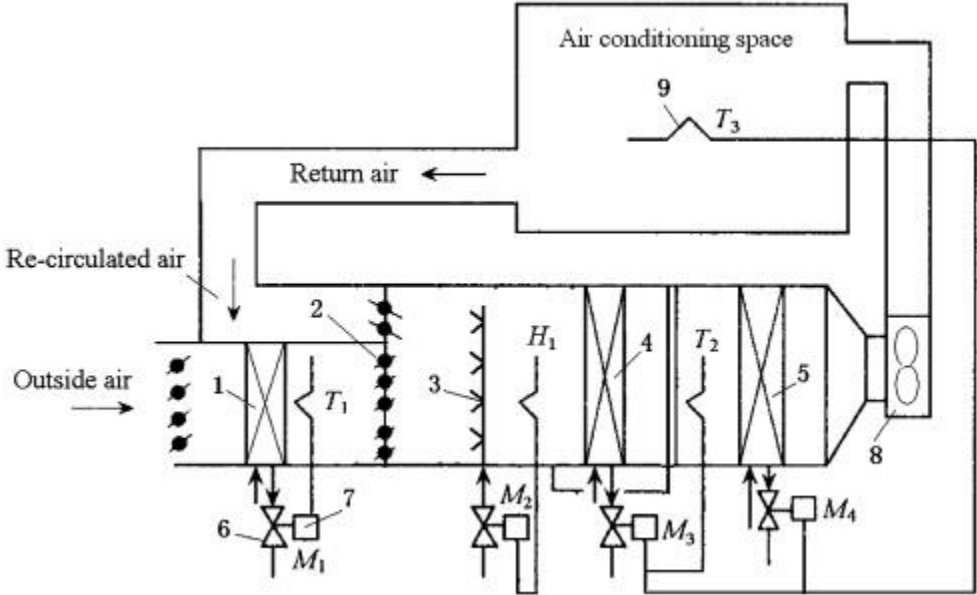 Air conditioning space
9
T3
Return air
Re-circulated air
2
H1
4
T2
Outside air
1
T1
3
5
8
6
7
M1
M2
M3
M4